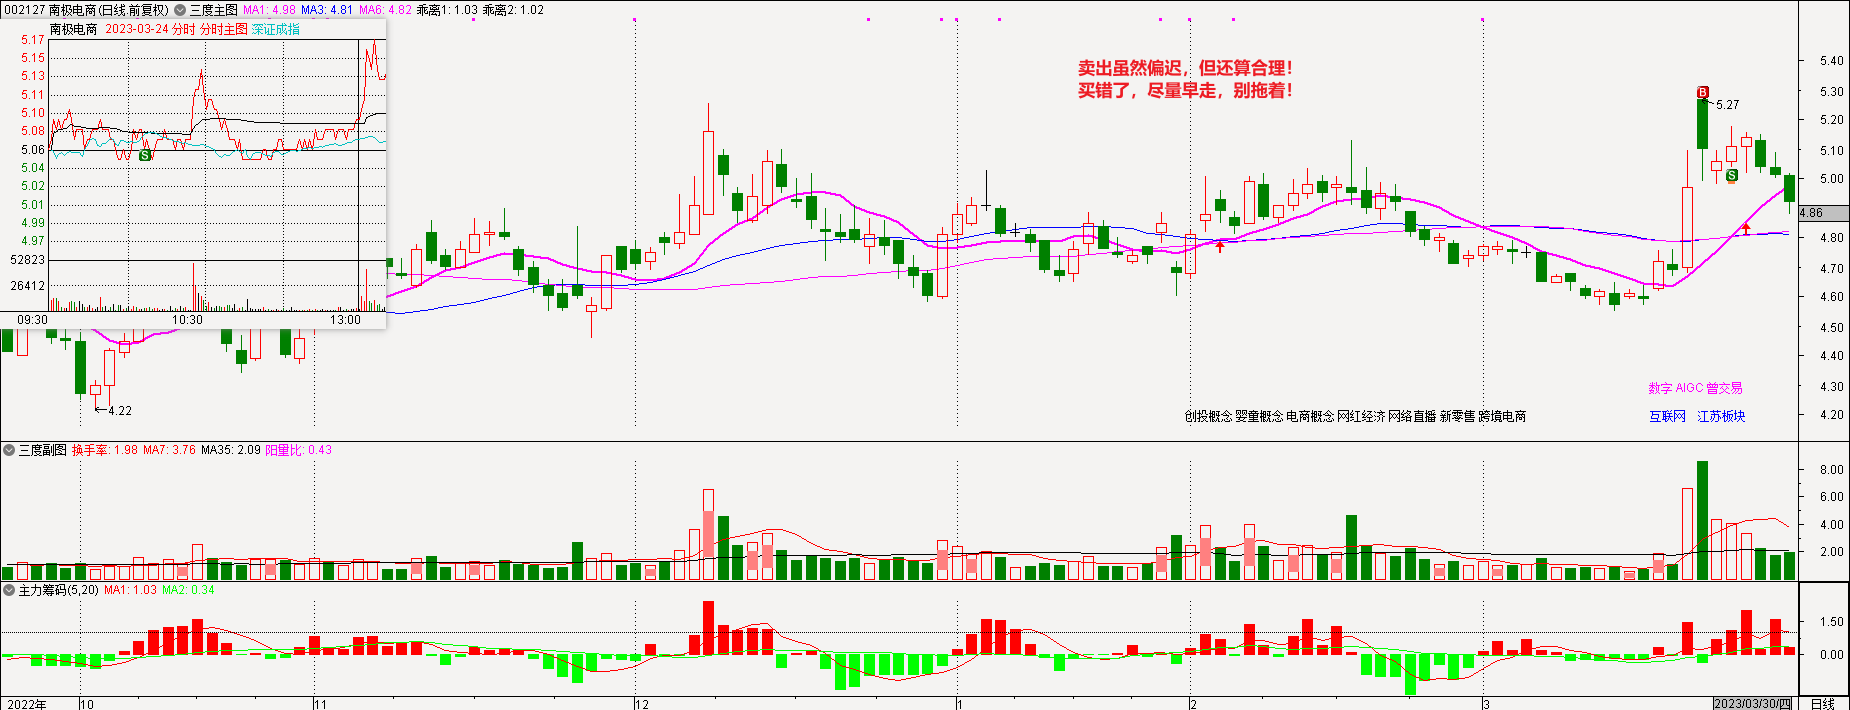 002127 南极电商(日线.前复权) 三度主图 MA1: 4.98 MA3: 4.81 MA6: 4.82 乖离1: 1.03 乖离2: 1.02
南极电商 2023-03-24 分时 分时主图 深证成指
5.17
5.15
5.13
5.11
5.10
5.08
5.06
5.04
5.02
5.01
4.99
4.97
52823
26412
09:30 10:30 13:00
S
卖出虽然偏迟，但还算合理！
买错了，尽量早走，别拖着！
B
5.27
S
4.22
5.40
5.30
5.20
5.10
5.00
4.86
4.80
4.70
4.60
4.50
4.40
4.30
4.20
数字 AIGC 曾交易
创投概念 婴童概念 电商概念 网红经济 网络直播 新零售 跨境电商
互联网 江苏板块
三度副图 换手率: 1.98 MA7: 3.76 MA35: 2.09 阳量比: 0.43
8.00
6.00
4.00
2.00
主力筹码(5,20) MA1: 1.03 MA2: 0.34
1.50
0.00
2022年 10 11 12 1 2 3 2023/03/30/四 日线